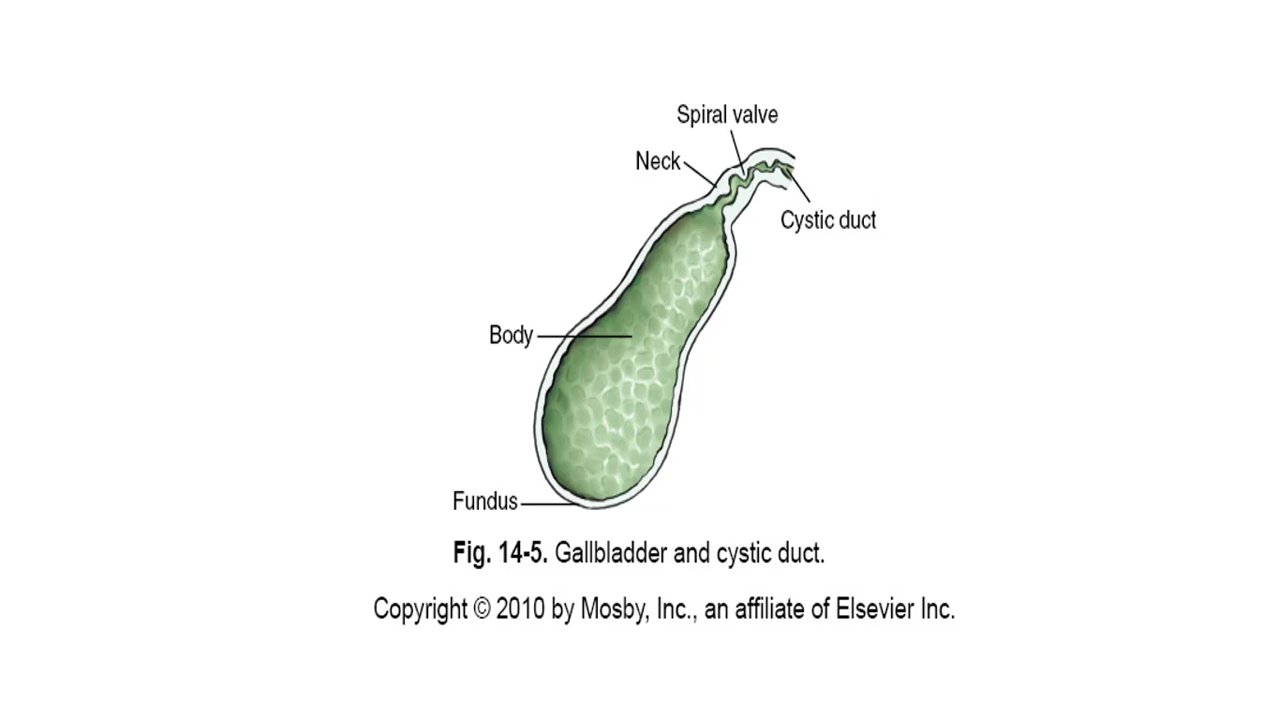 Spiral valve
Neck
Cystic duct
Body
Fundus
Fig. 14-5. Gallbladder and cystic duct.
Copyright © 2010 by Mosby, Inc., an affiliate of Elsevier Inc.